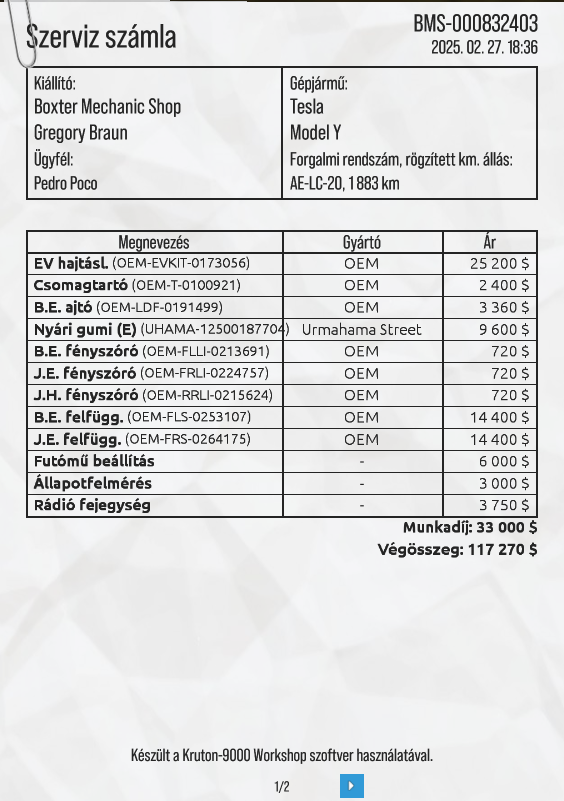 Szerviz számla
BMS-000832403
2025. 02. 27. 18:36
Kiállító:
Boxter Mechanic Shop
Gregory Braun
Ügyfél:
Pedro Poco
Gépjármű:
Tesla
Model Y
Forgalmi rendszám, rögzített km. állás:
AE-LC-20, 1 883 km
Megnevezés Gyártó Ár
EV hajtásl. (OEM-EVKIT-0173056) OEM 25 200 $
Csomagtartó (OEM-T-0100921) OEM 2 400 $
B.E. ajtó (OEM-LDF-0191499) OEM 3 360 $
Nyári gumi (E) (UHAMA-12500187704) Urmahama Street 9 600 $
B.E. fényszóró (OEM-FLLI-0213691) OEM 720 $
J.E. fényszóró (OEM-FRLI-0224757) OEM 720 $
J.H. fényszóró (OEM-RRLI-0215624) OEM 720 $
B.E. felfügg. (OEM-FLS-0253107) OEM 14 400 $
J.E. felfügg. (OEM-FRS-0264175) OEM 14 400 $
Futómű beállítás - 6 000 $
Állapotfelmérés - 3 000 $
Rádió fejegység - 3 750 $
Munkadíj: 33 000 $
Végösszeg: 117 270 $
Készült a Kruton-9000 Workshop szoftver használatával.
1/2